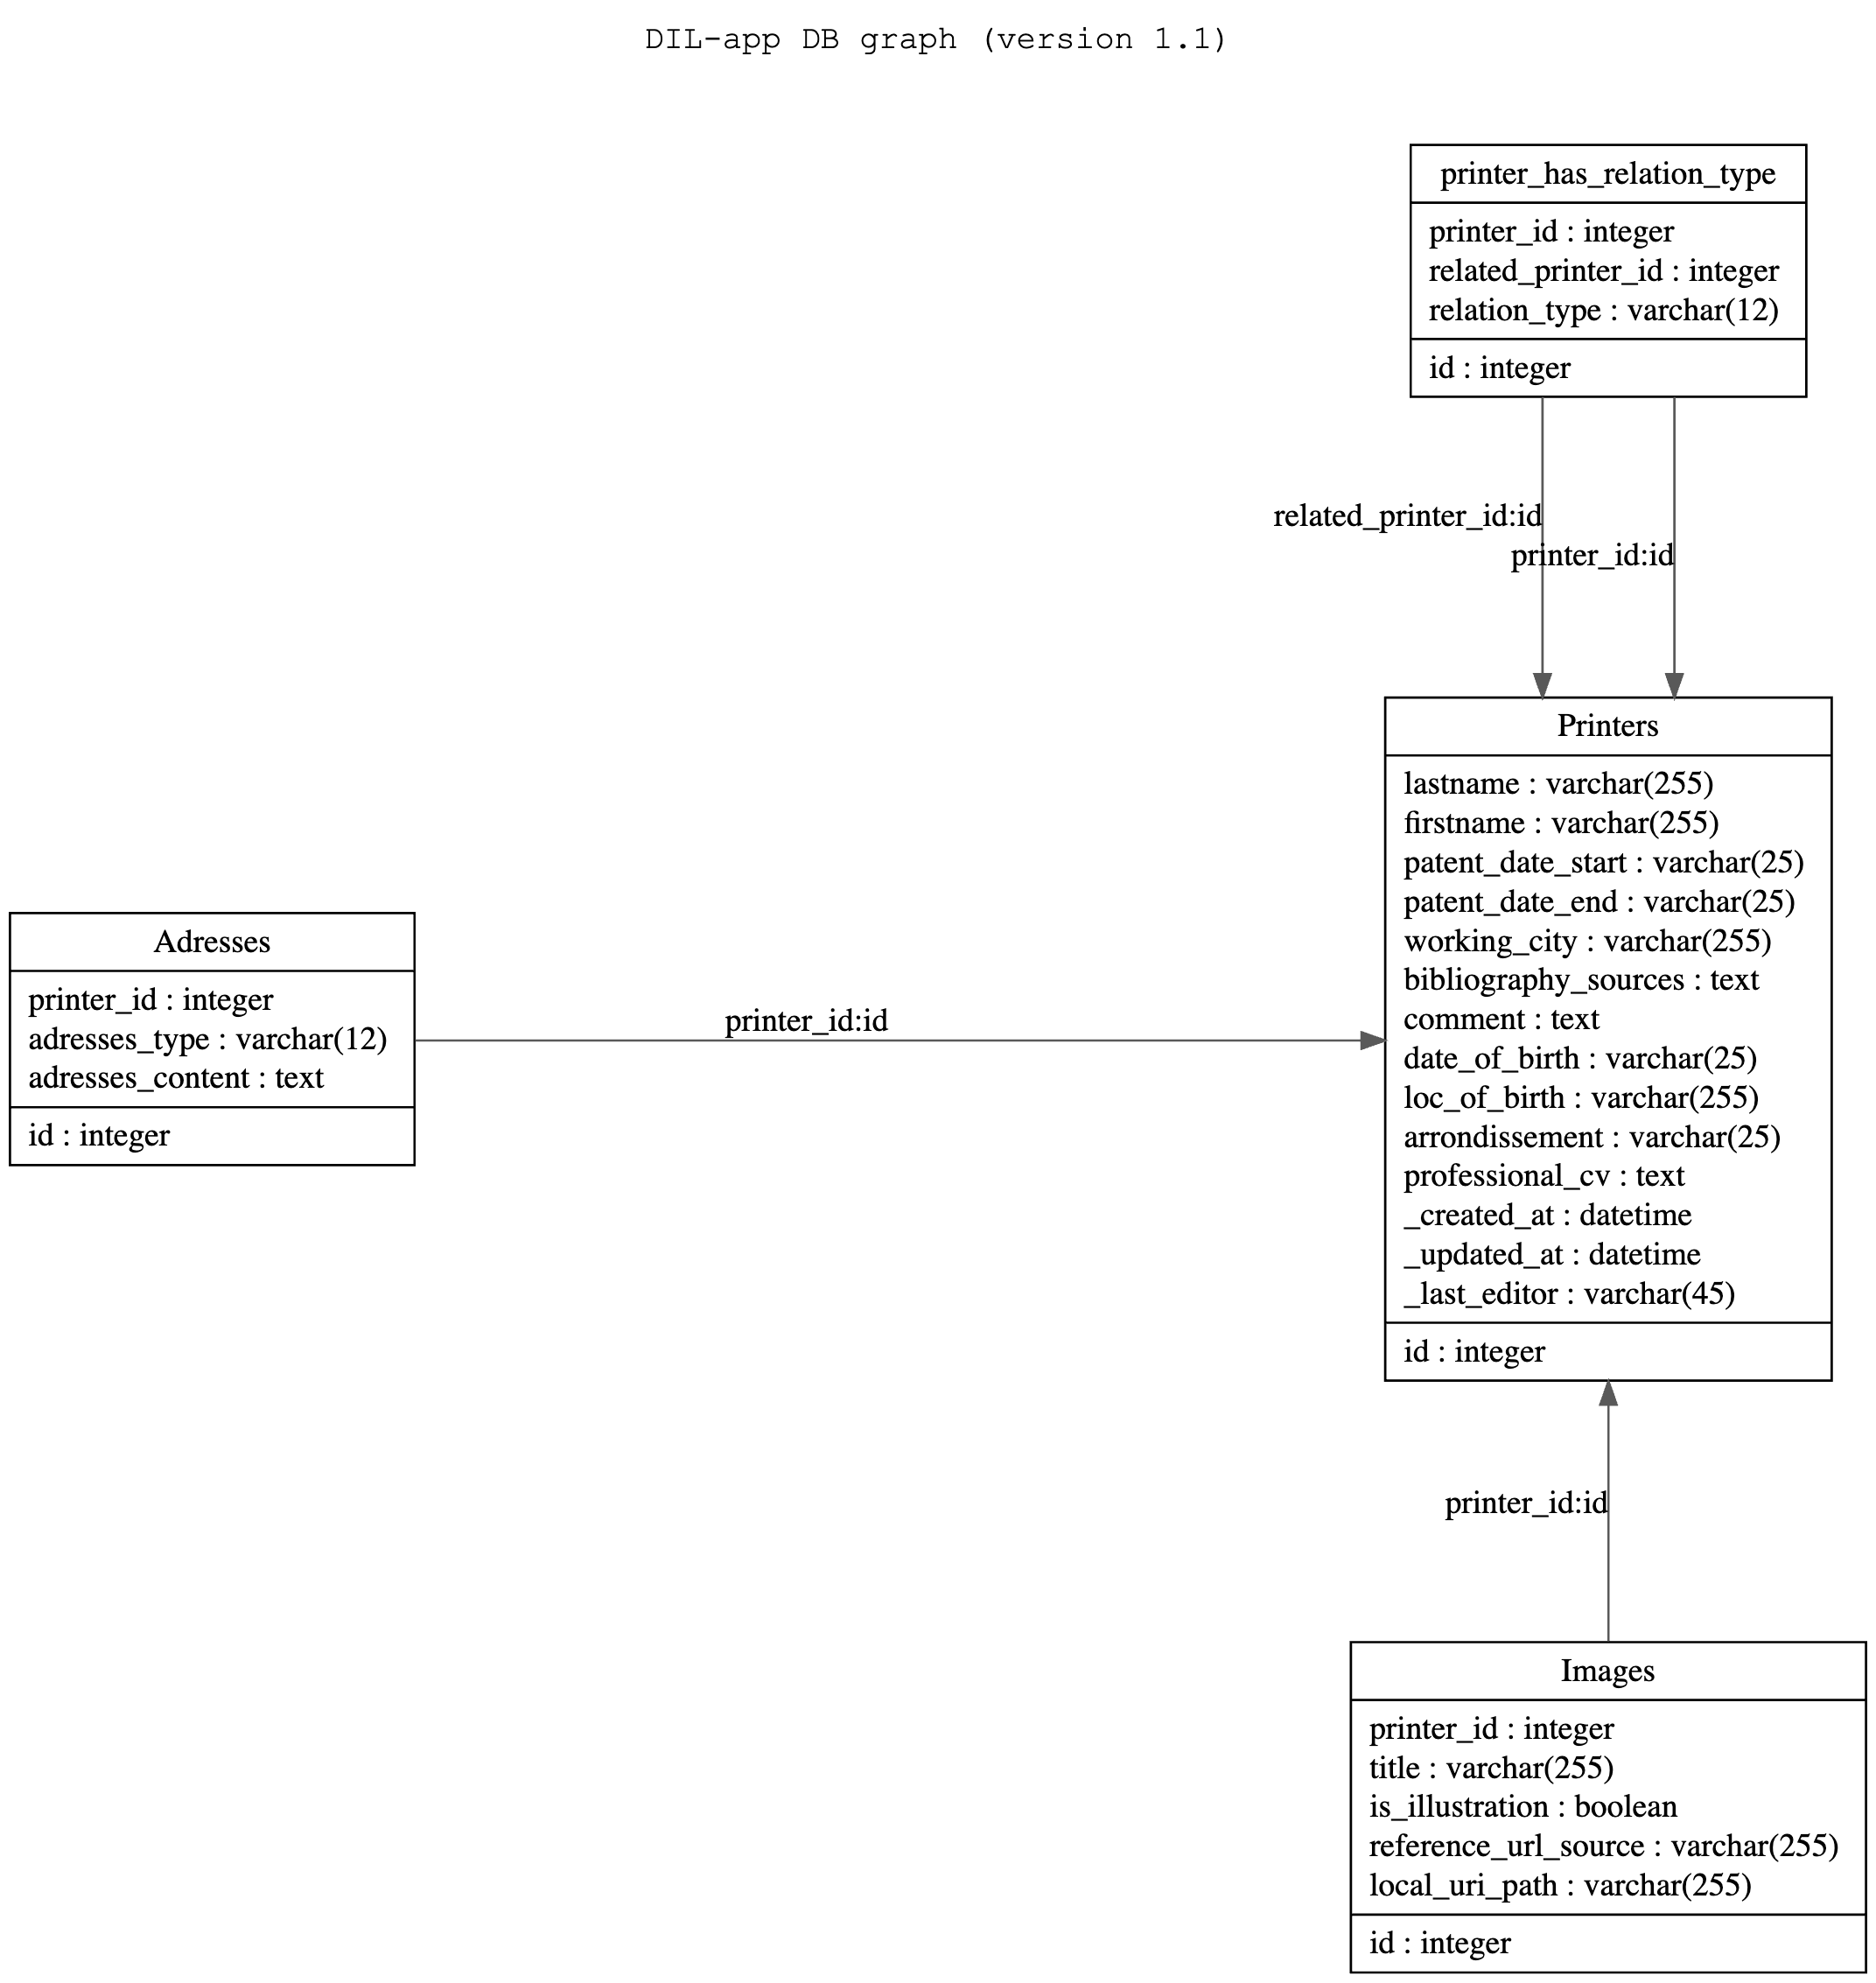 DIL-app DB graph (version 1.1)
printer_has_relation_type
printer_id : integer
related_printer_id : integer
relation_type : varchar(12)
id : integer
related_printer_id:id
printer_id:id
Printers
lastname : varchar(255)
firstname : varchar(255)
patent_date_start : varchar(25)
patent_date_end : varchar(25)
working_city : varchar(255)
bibliography_sources : text
comment : text
date_of_birth : varchar(25)
loc_of_birth : varchar(255)
arrondissement : varchar(25)
professional_cv : text
_created_at : datetime
_updated_at : datetime
_last_editor : varchar(45)
id : integer
Adresses
printer_id : integer
adresses_type : varchar(12)
adresses_content : text
id : integer
printer_id:id
printer_id:id
Images
printer_id : integer
title : varchar(255)
is_illustration : boolean
reference_url_source : varchar(255)
local_uri_path : varchar(255)
id : integer